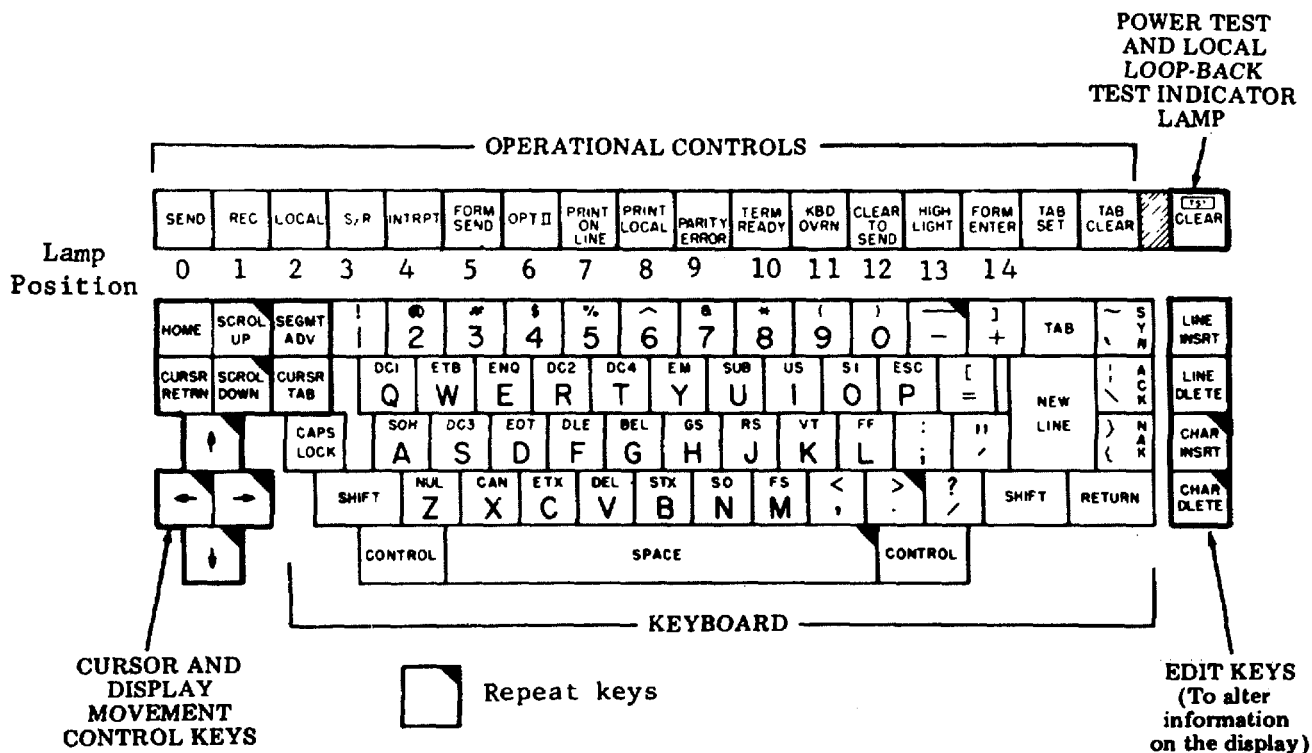 POWER TEST
AND LOCAL
LOOP-BACK
TEST INDICATOR
LAMP
OPERATIONAL CONTROLS
SEND REC LOCAL S/R INTRPT FORM SEND OPT II PRINT ON LINE PRINT LOCAL PARITY ERROR TERM READY KBD OVRN CLEAR TO SEND HIGH LIGHT FORM ENTER TAB SET TAB CLEAR TST CLEAR
Lamp
Position
0 1 2 3 4 5 6 7 8 9 10 11 12 13 14
HOME SCROL UP SEGMT ADV ! 1 @ 2 # 3 $ 4 % 5 ^ 6 & 7 * 8 ( 9 ) 0 — - ] + TAB ~ ` SYN LINE INSRT
CURSR RETRN SCROL DOWN CURSR TAB DC1 Q ETB W ENQ E DC2 R DC4 T EM Y SUB U US I SI O ESC P [ = NEW LINE ¦ \ ACK LINE DLETE
↑ CAPS LOCK SOH A DC3 S EOT D DLE F BEL G GS H RS J VT K FF L : ; " ' } { NAK CHAR INSRT
← → SHIFT NUL Z CAN X ETX C DEL V STX B SO N FS M < , > . ? / SHIFT RETURN CHAR DLETE
↓ CONTROL SPACE CONTROL
KEYBOARD
CURSOR AND
DISPLAY
MOVEMENT
CONTROL KEYS
Repeat keys
EDIT KEYS
(To alter
information
on the display)